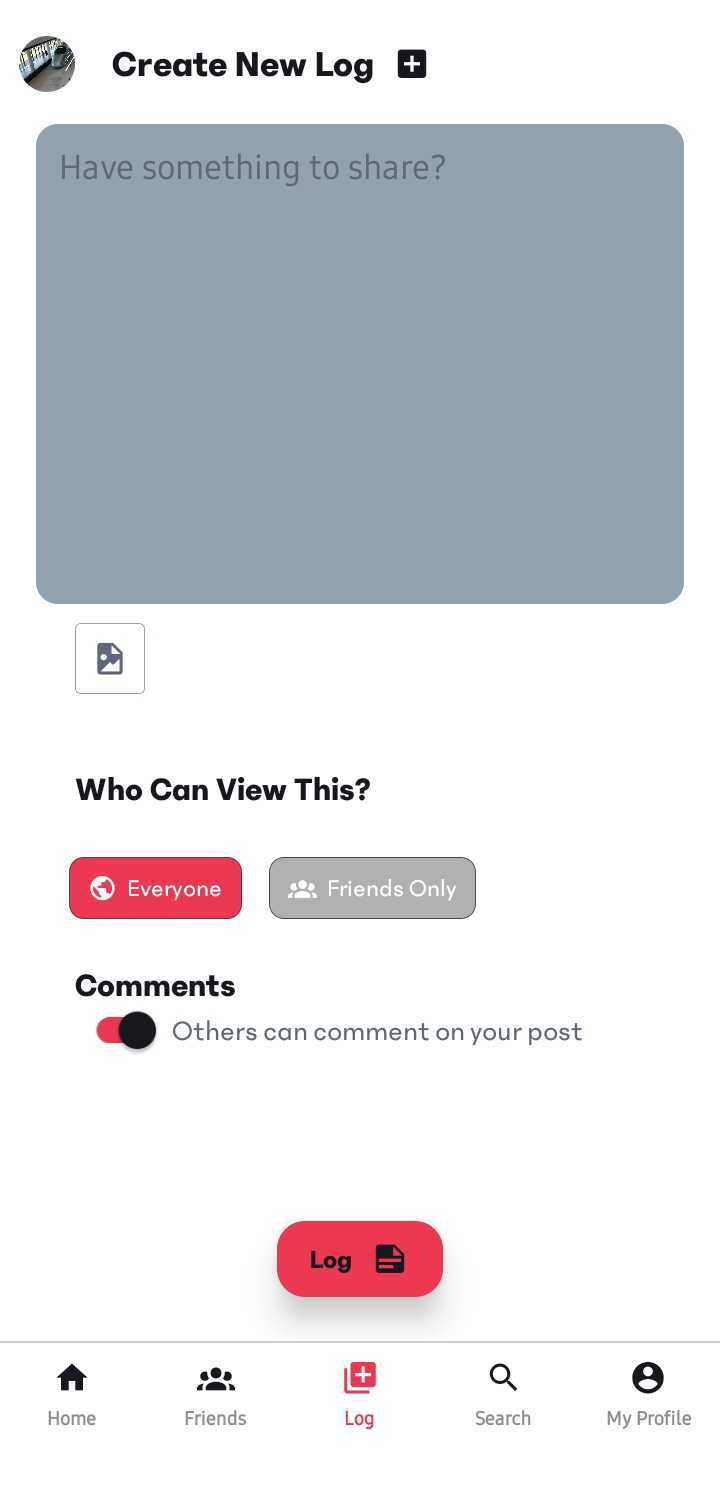 Create New Log
Have something to share?
Who Can View This?
Everyone
Friends Only
Comments
Others can comment on your post
Log
Home
Friends
Log
Search
My Profile